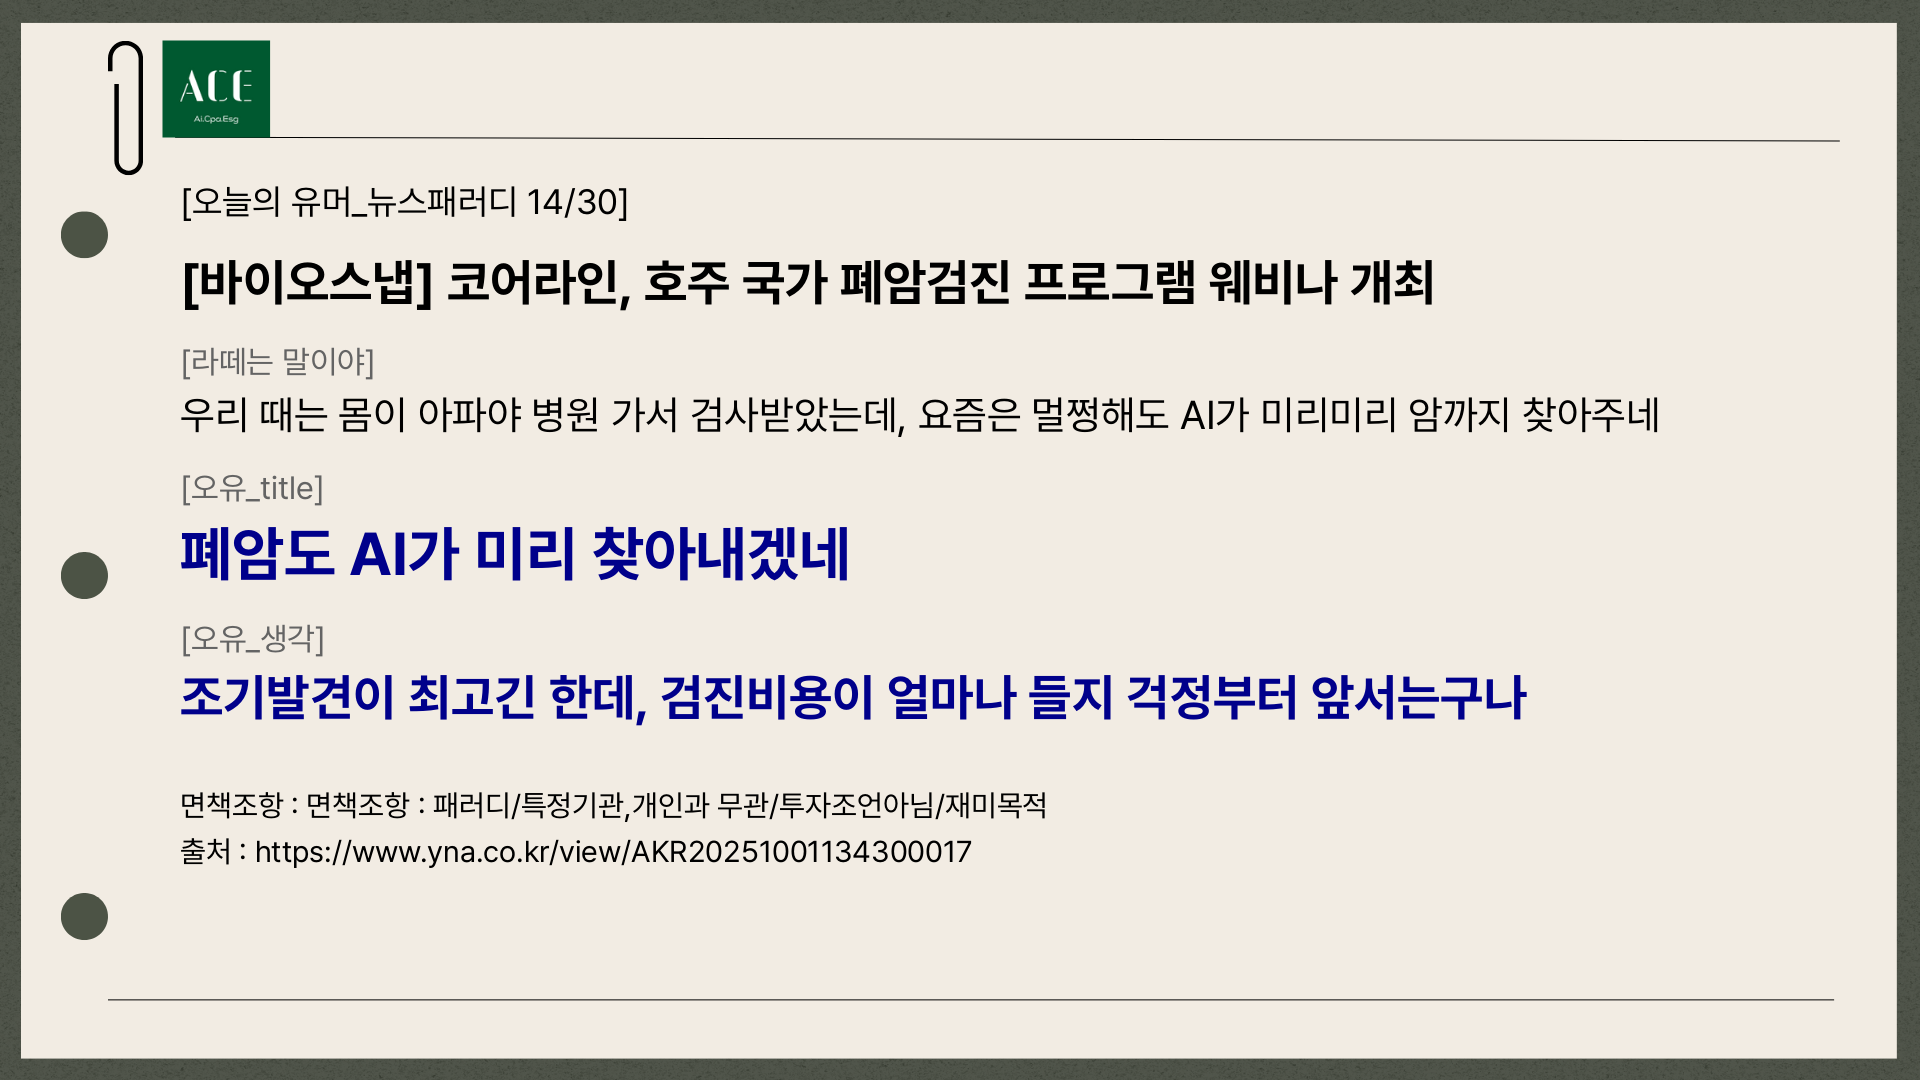 ACE
Ai.Cpa.Esg
[오늘의 유머_뉴스패러디 14/30]
[바이오스냅] 코어라인, 호주 국가 폐암검진 프로그램 웨비나 개최
[라떼는 말이야]
우리 때는 몸이 아파야 병원 가서 검사받았는데, 요즘은 멀쩡해도 AI가 미리미리 암까지 찾아주네
[오유_title]
폐암도 AI가 미리 찾아내겠네
[오유_생각]
조기발견이 최고긴 한데, 검진비용이 얼마나 들지 걱정부터 앞서는구나
면책조항 : 면책조항 : 패러디/특정기관,개인과 무관/투자조언아님/재미목적
출처 : https://www.yna.co.kr/view/AKR20251001134300017